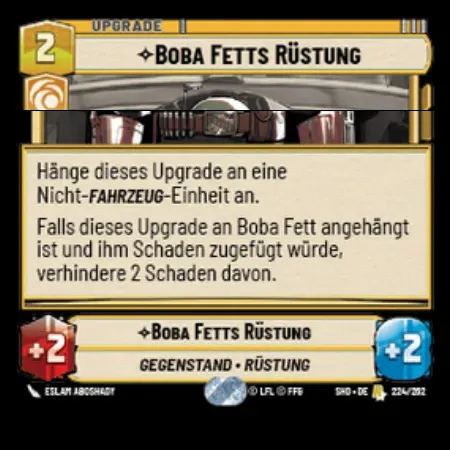 UPGRADE
2
✧BOBA FETTS RÜSTUNG
Hänge dieses Upgrade an eine
Nicht-FAHRZEUG-Einheit an.
Falls dieses Upgrade an Boba Fett angehängt
ist und ihm Schaden zugefügt würde,
verhindere 2 Schaden davon.
+2
✧BOBA FETTS RÜSTUNG
+2
GEGENSTAND • RÜSTUNG
ESLAM ABOSHADY
© LFL © FFG
SHD • DE
224/262